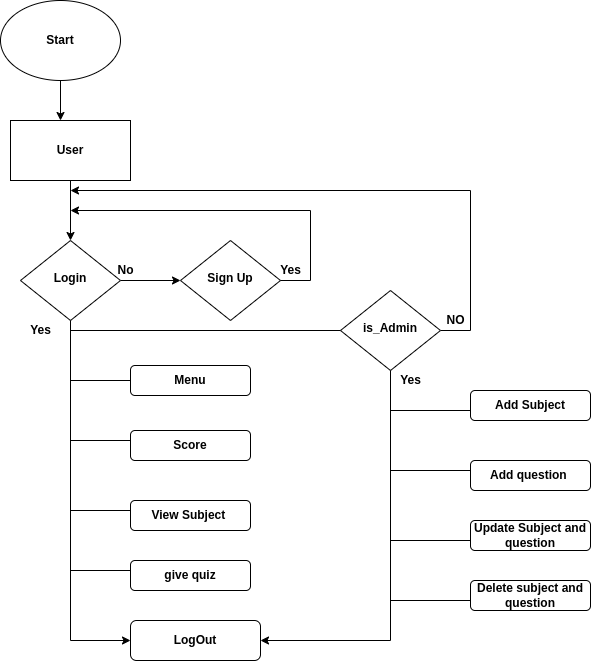 Start
User
Login
No
Sign Up
Yes
is_Admin
NO
Yes
Yes
Menu
Add Subject
Score
Add question
View Subject
Update Subject and
question
give quiz
Delete subject and
question
LogOut